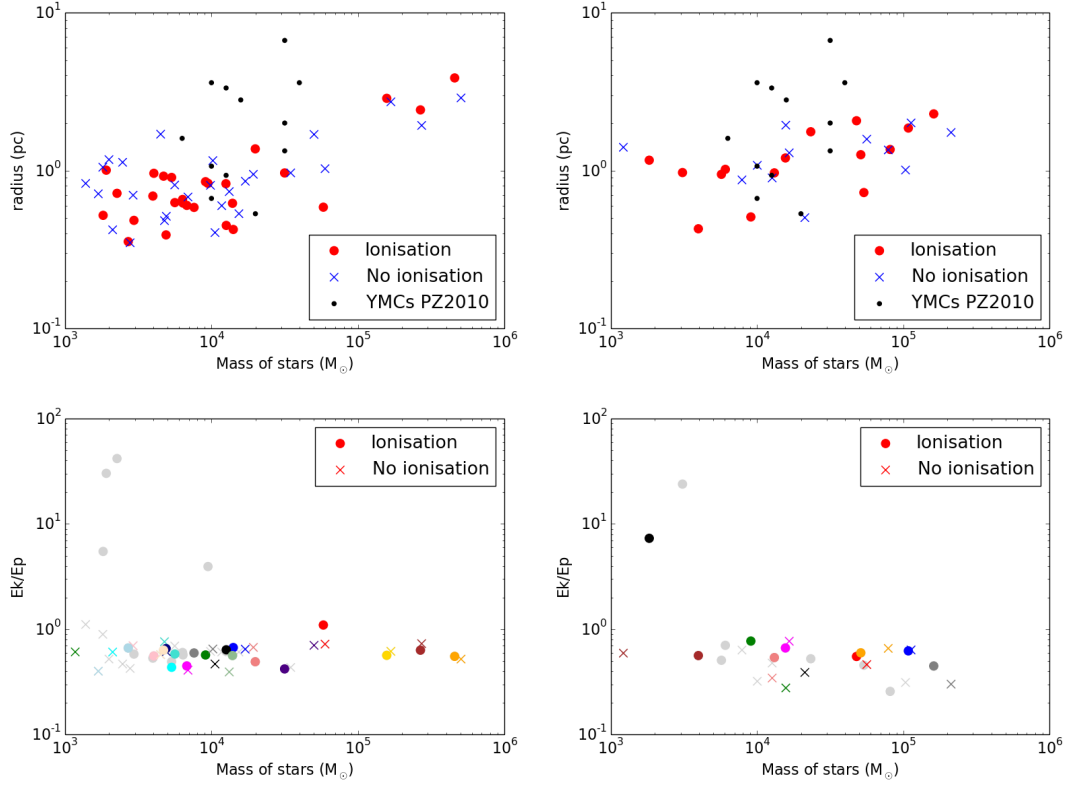 10^1
10^0
10^-1
radius (pc)
Ionisation
No ionisation
YMCs PZ2010
10^3 10^4 10^5 10^6
Mass of stars (M_☉)
10^1
10^0
10^-1
radius (pc)
Ionisation
No ionisation
YMCs PZ2010
10^3 10^4 10^5 10^6
Mass of stars (M_☉)
10^2
10^1
10^0
10^-1
Ek/Ep
Ionisation
No ionisation
10^3 10^4 10^5 10^6
Mass of stars (M_☉)
10^2
10^1
10^0
10^-1
Ek/Ep
Ionisation
No ionisation
10^3 10^4 10^5 10^6
Mass of stars (M_☉)